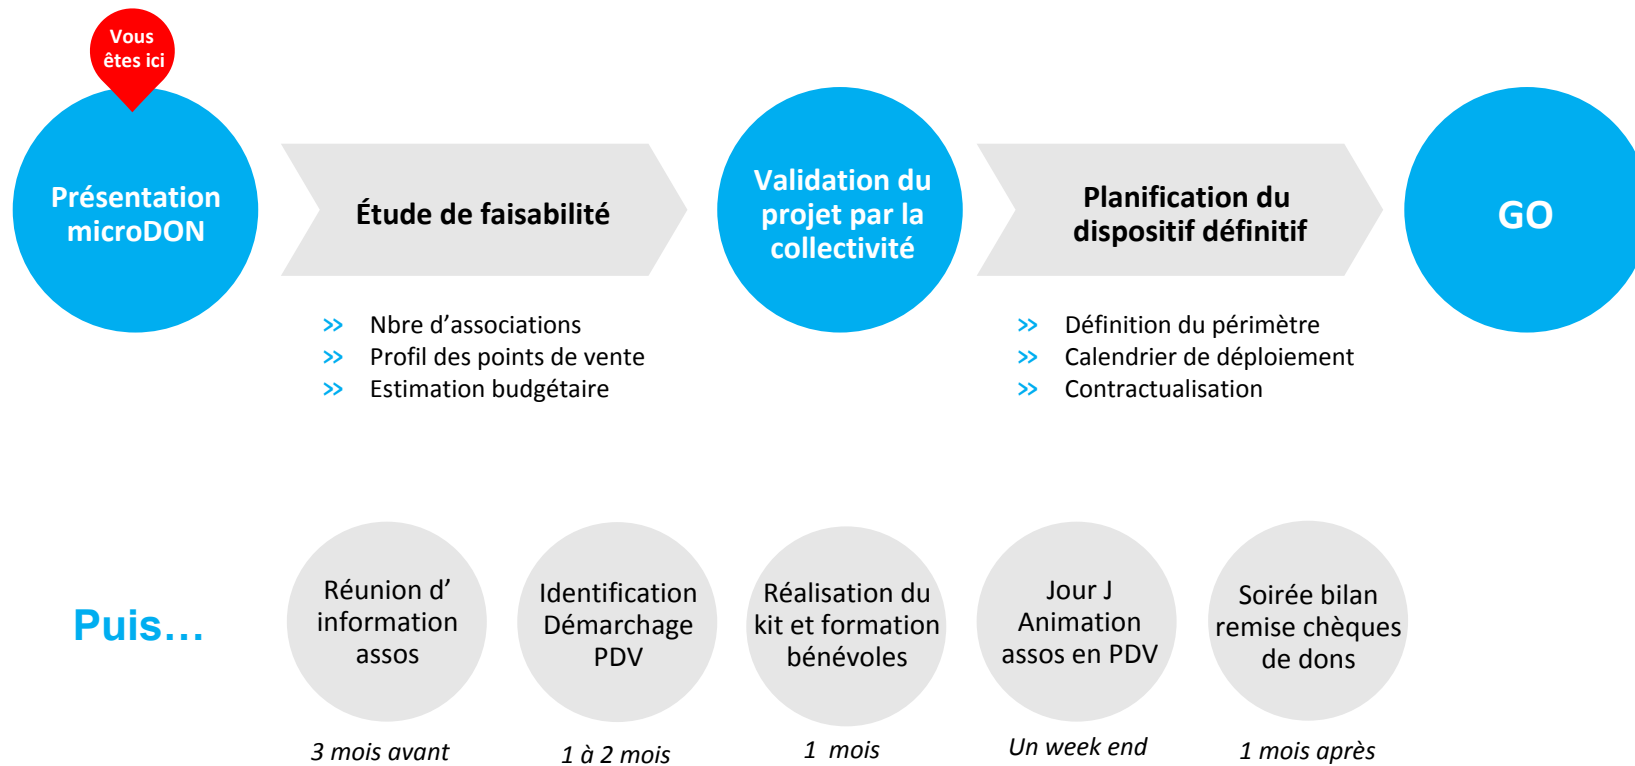 Vous
êtes ici
Présentation
microDON
Étude de faisabilité
Validation du
projet par la
collectivité
Planification du
dispositif définitif
GO
>> Nbre d’associations
>> Profil des points de vente
>> Estimation budgétaire
>> Définition du périmètre
>> Calendrier de déploiement
>> Contractualisation
Puis...
Réunion d’
information
assos
Identification
Démarchage
PDV
Réalisation du
kit et formation
bénévoles
Jour J
Animation
assos en PDV
Soirée bilan
remise chèques
de dons
3 mois avant
1 à 2 mois
1 mois
Un week end
1 mois après